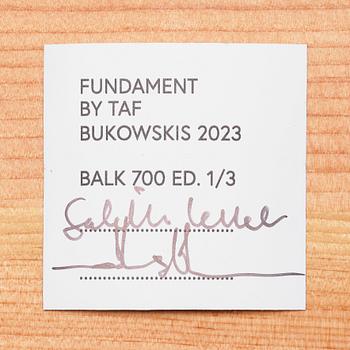 FUNDAMENT
BY TAF
BUKOWSKIS 2023
BALK 700 ED. 1/3